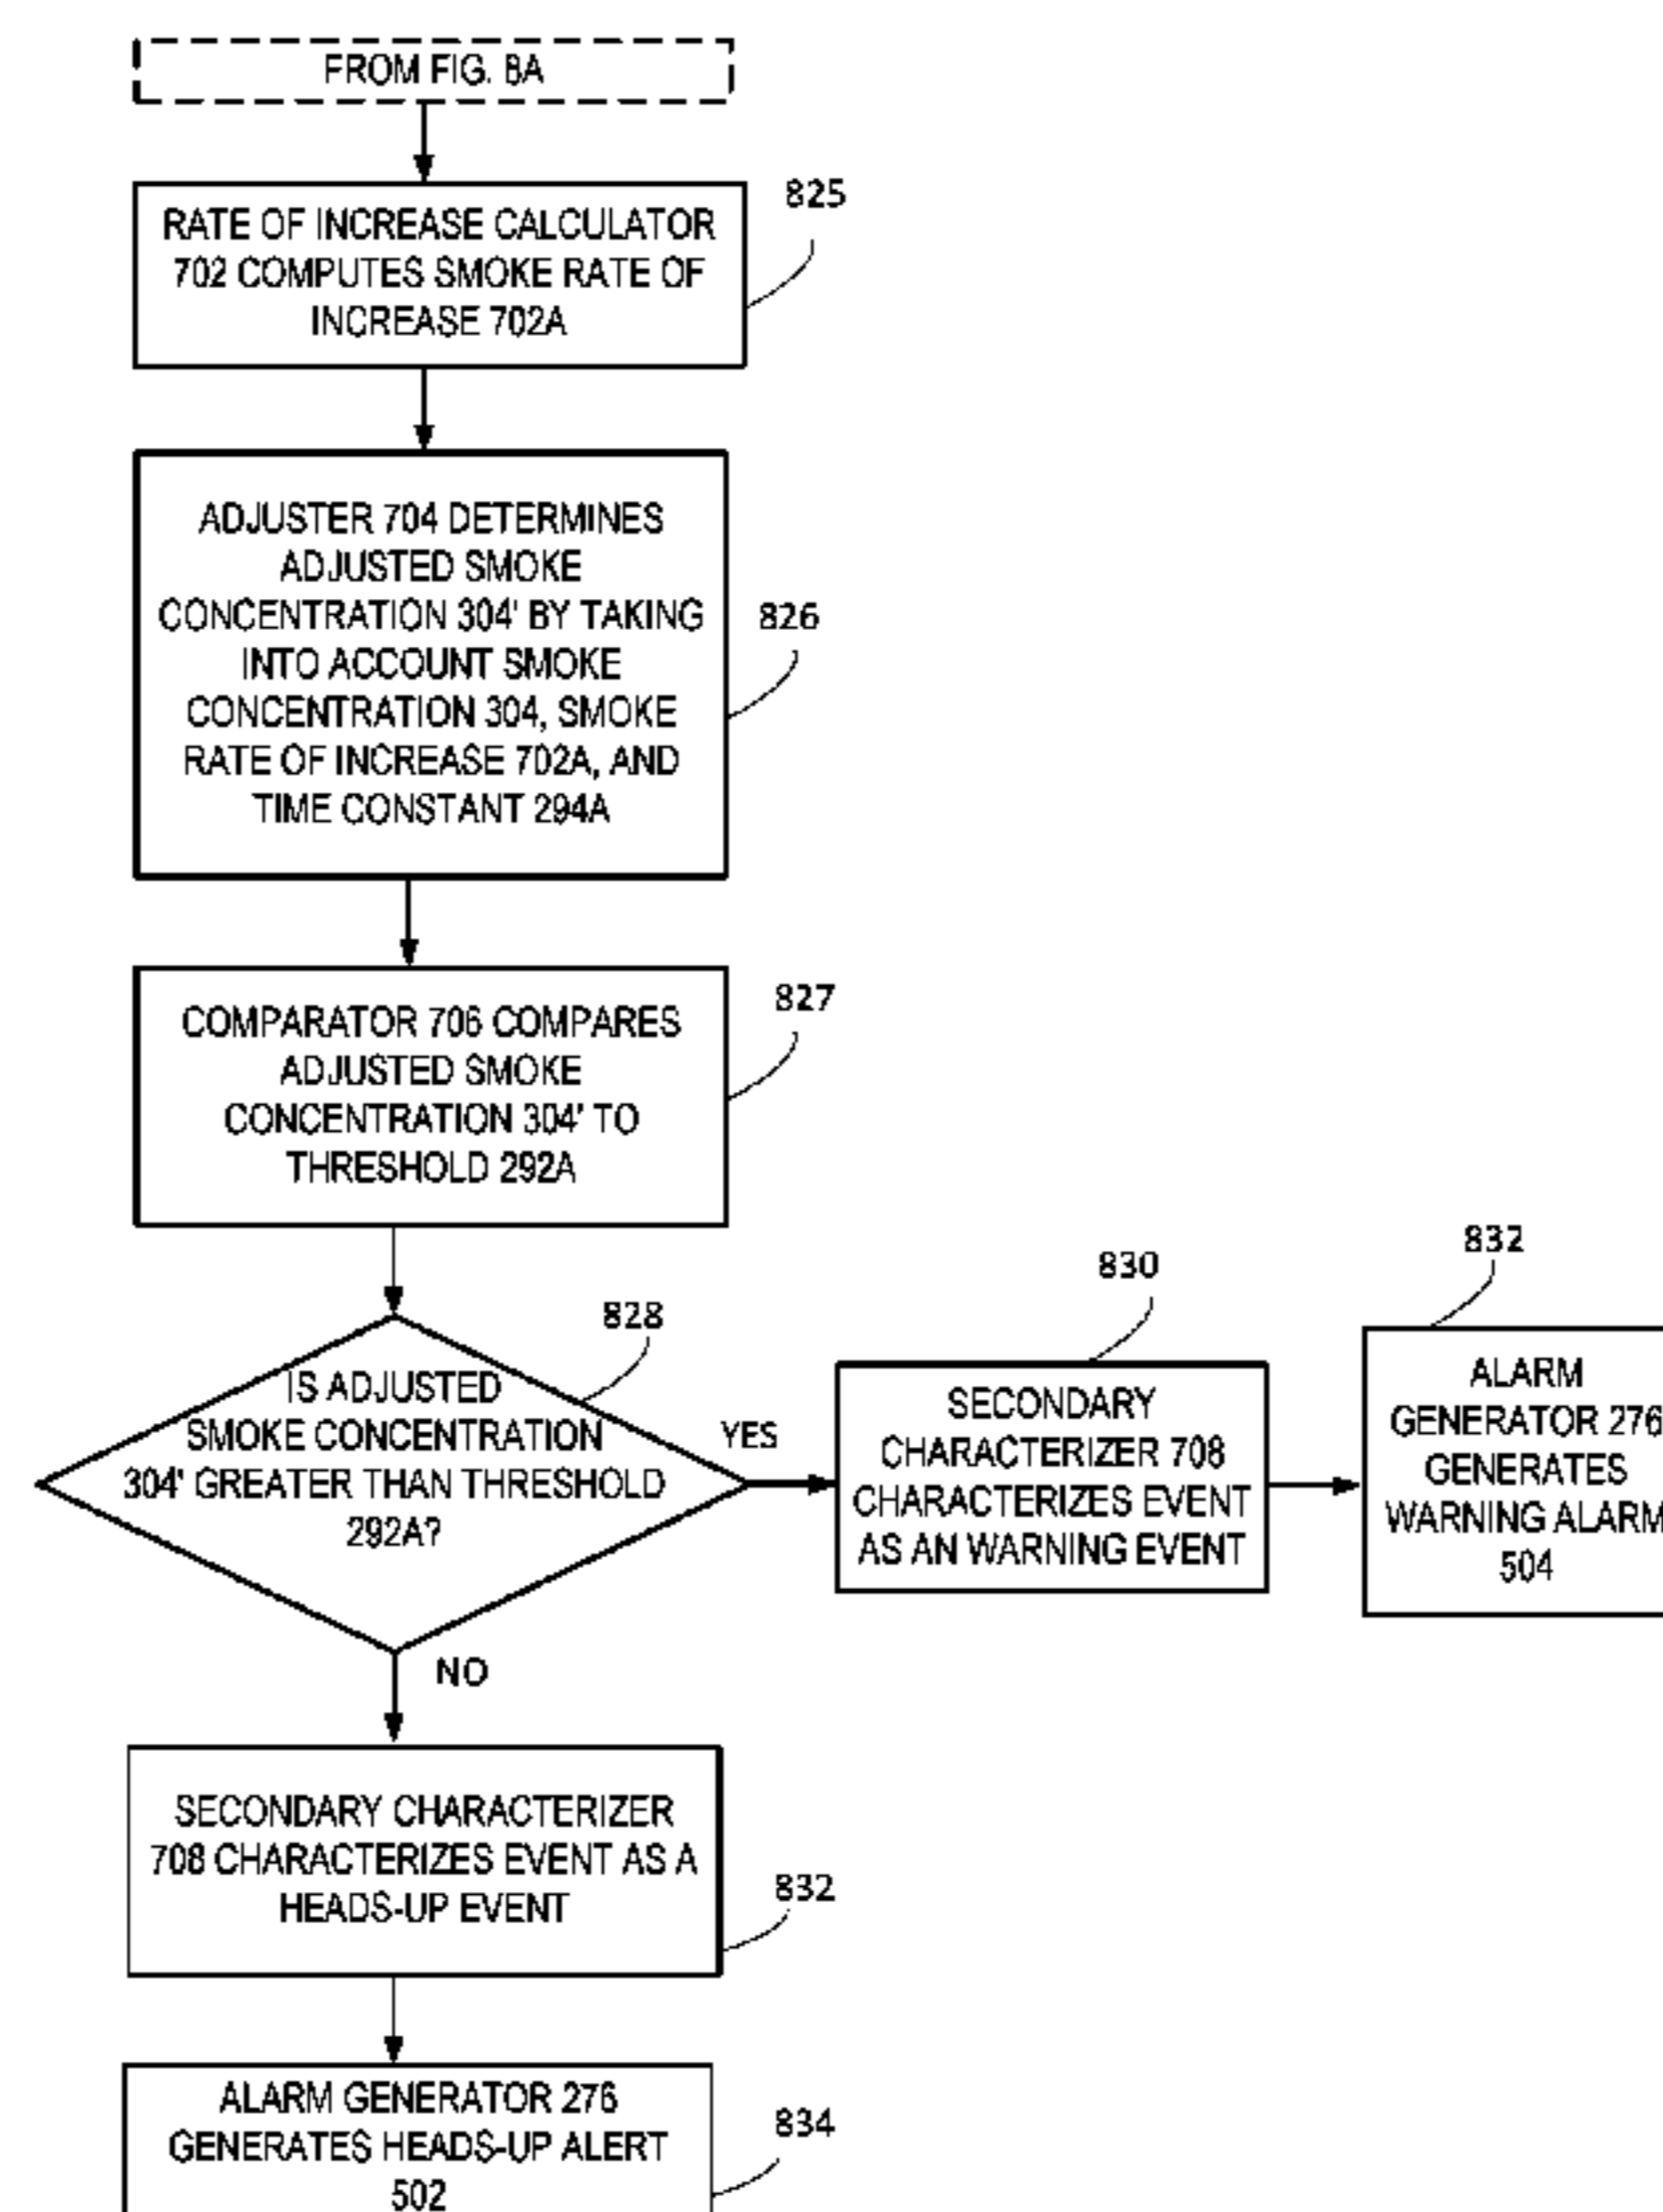 FROM FIG. 8A
825
RATE OF INCREASE CALCULATOR
702 COMPUTES SMOKE RATE OF
INCREASE 702A
ADJUSTER 704 DETERMINES
ADJUSTED SMOKE
CONCENTRATION 304' BY TAKING
INTO ACCOUNT SMOKE
CONCENTRATION 304, SMOKE
RATE OF INCREASE 702A, AND
TIME CONSTANT 294A
826
827
COMPARATOR 706 COMPARES
ADJUSTED SMOKE
CONCENTRATION 304' TO
THRESHOLD 292A
828
IS ADJUSTED
SMOKE CONCENTRATION
304' GREATER THAN THRESHOLD
292A?
YES
830
SECONDARY
CHARACTERIZER 708
CHARACTERIZES EVENT
AS AN WARNING EVENT
832
ALARM
GENERATOR 276
GENERATES
WARNING ALARM
504
NO
SECONDARY CHARACTERIZER
708 CHARACTERIZES EVENT AS A
HEADS-UP EVENT
832
ALARM GENERATOR 276
GENERATES HEADS-UP ALERT
502
834